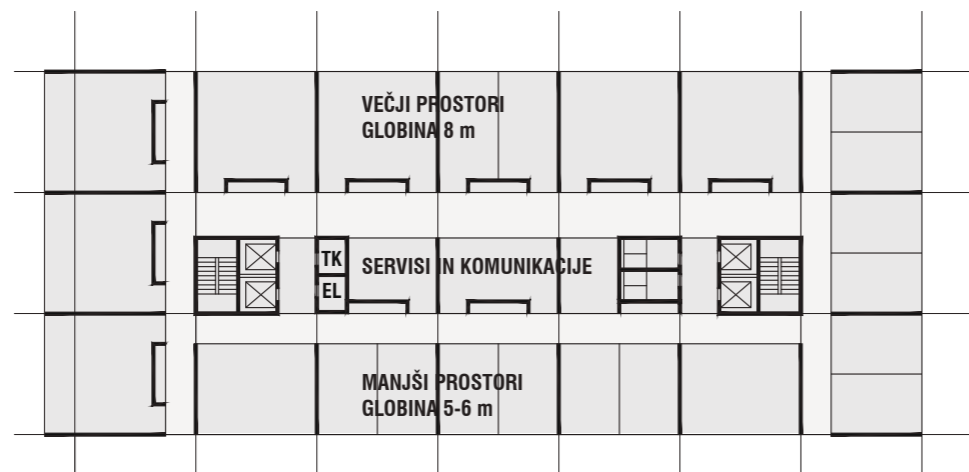 VEČJI PROSTORI
GLOBINA 8 m
TK
SERVISI IN KOMUNIKACIJE
EL
MANJŠI PROSTORI
GLOBINA 5-6 m